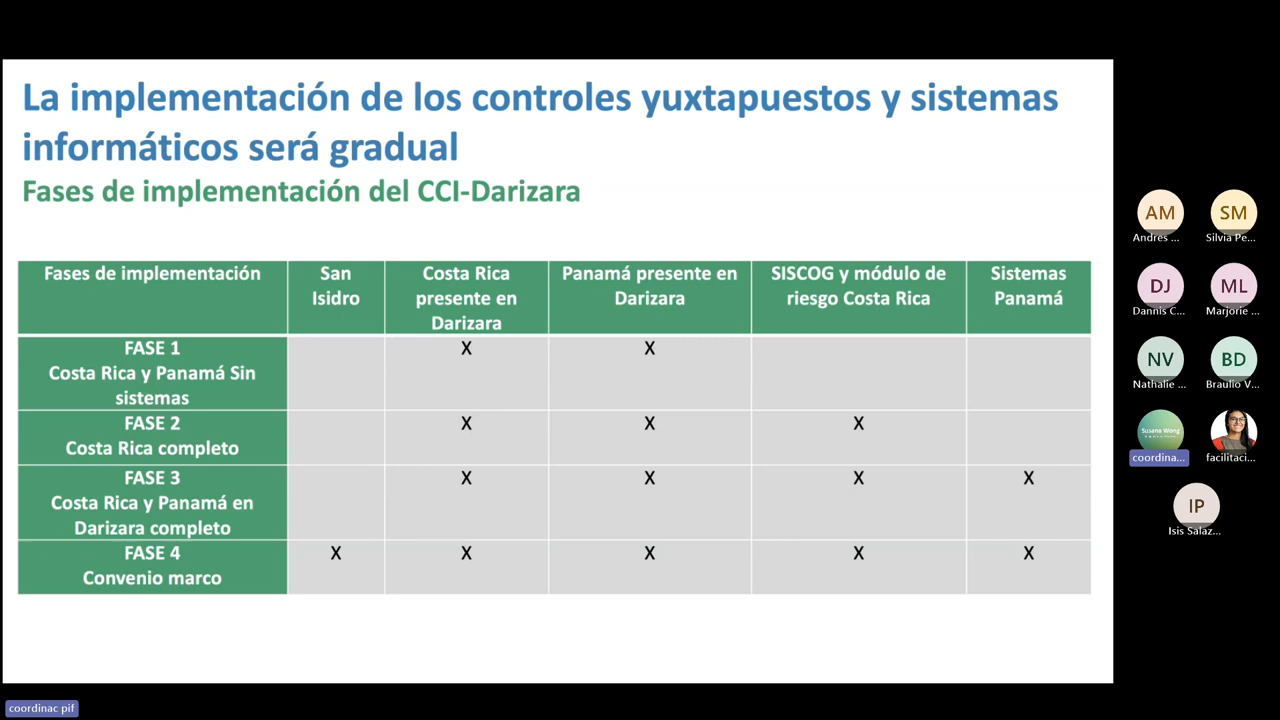 La implementación de los controles yuxtapuestos y sistemas
informáticos será gradual
Fases de implementación del CCI-Darizara
Fases de implementación
San
Isidro
Costa Rica
presente en
Darizara
Panamá presente en
Darizara
SISCOG y módulo de
riesgo Costa Rica
Sistemas
Panamá
FASE 1
Costa Rica y Panamá Sin
sistemas
X
X
FASE 2
Costa Rica completo
X
X
X
FASE 3
Costa Rica y Panamá en
Darizara completo
X
X
X
X
FASE 4
Convenio marco
X
X
X
X
X
AM
Andres ...
SM
Silvia Pe...
DJ
Dannis C...
ML
Marjorie ...
NV
Nathalie ...
BD
Braulio V...
Susana Wong
coordina...
facilitaci...
IP
Isis Salaz...
coordinac pif